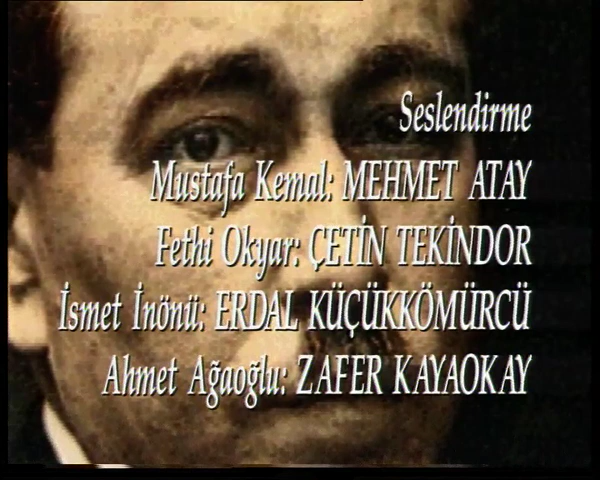 Seslendirme
Mustafa Kemal: MEHMET ATAY
Fethi Okyar: ÇETİN TEKİNDOR
İsmet İnönü: ERDAL KÜÇÜKKÖMÜRCÜ
Ahmet Ağaoğlu: ZAFER KAYAOKAY